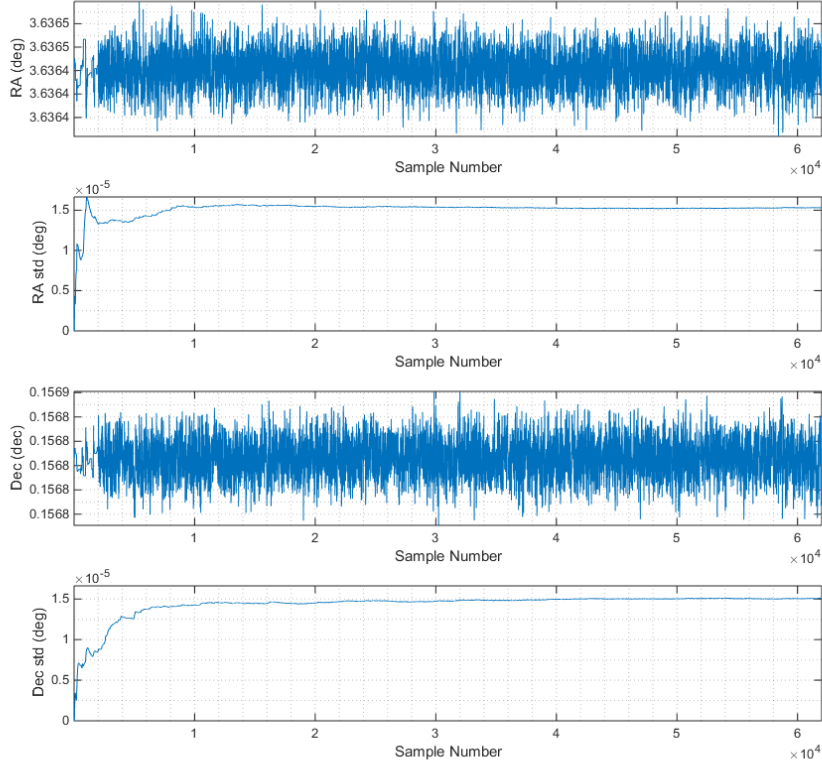 3.6365
3.6365
3.6364
3.6364
3.6364
RA (deg)
1 2 3 4 5 6
Sample Number
× 10^4
× 10^-5
1.5
1
0.5
0
RA std (deg)
1 2 3 4 5 6
Sample Number
× 10^4
0.1569
0.1568
0.1568
0.1568
0.1568
0.1568
Dec (dec)
1 2 3 4 5 6
Sample Number
× 10^4
× 10^-5
1.5
1
0.5
0
Dec std (deg)
1 2 3 4 5 6
Sample Number
× 10^4